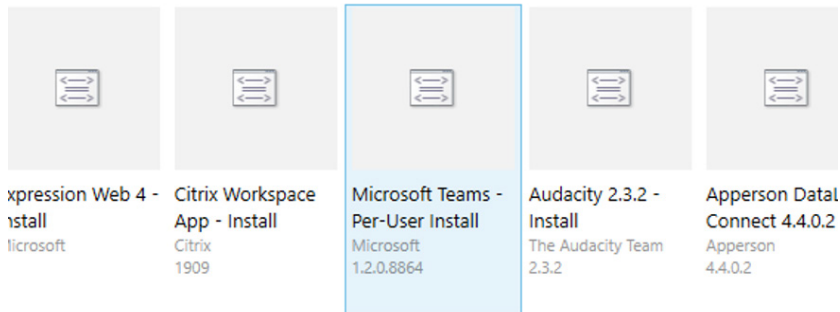 xpression Web 4 -
nstall
Microsoft
Citrix Workspace
App - Install
Citrix
1909
Microsoft Teams -
Per-User Install
Microsoft
1.2.0.8864
Audacity 2.3.2 -
Install
The Audacity Team
2.3.2
Apperson DataL
Connect 4.4.0.2
Apperson
4.4.0.2